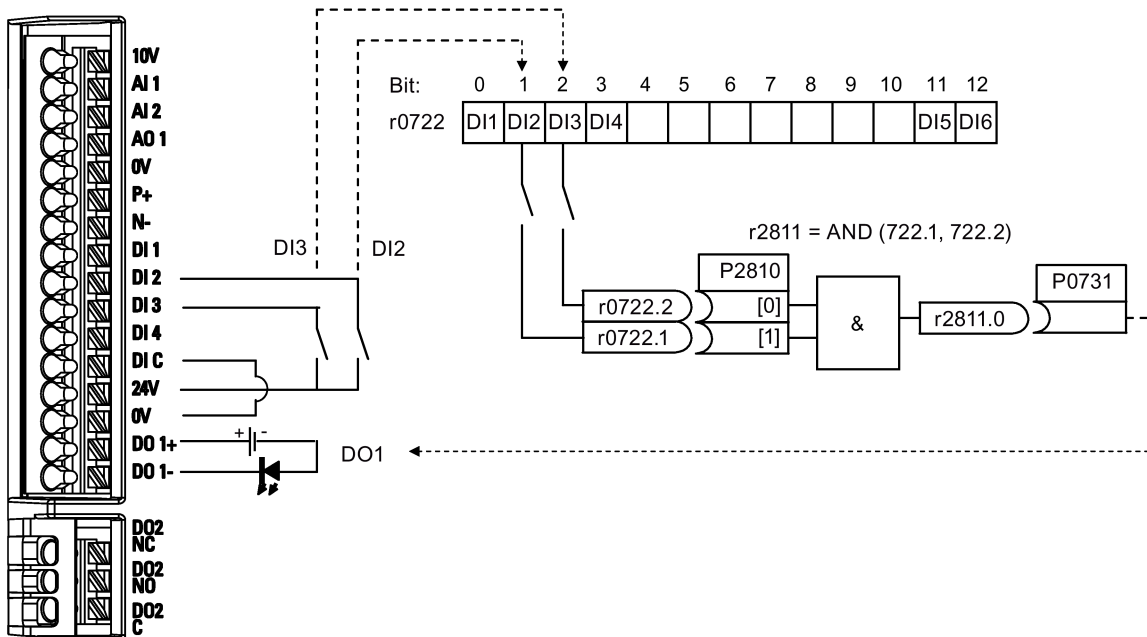 10V
AI 1
AI 2
AO 1
0V
P+
N-
DI 1
DI 2
DI 3
DI 4
DI C
24V
0V
DO 1+
DO 1-
DO2
NC
DO2
NO
DO2
C
DI3 DI2
+ -
DO1
Bit: 0 1 2 3 4 5 6 7 8 9 10 11 12
r0722 DI1 DI2 DI3 DI4 DI5 DI6
r2811 = AND (722.1, 722.2)
P2810
r0722.2 [0]
r0722.1 [1]
&
r2811.0
P0731